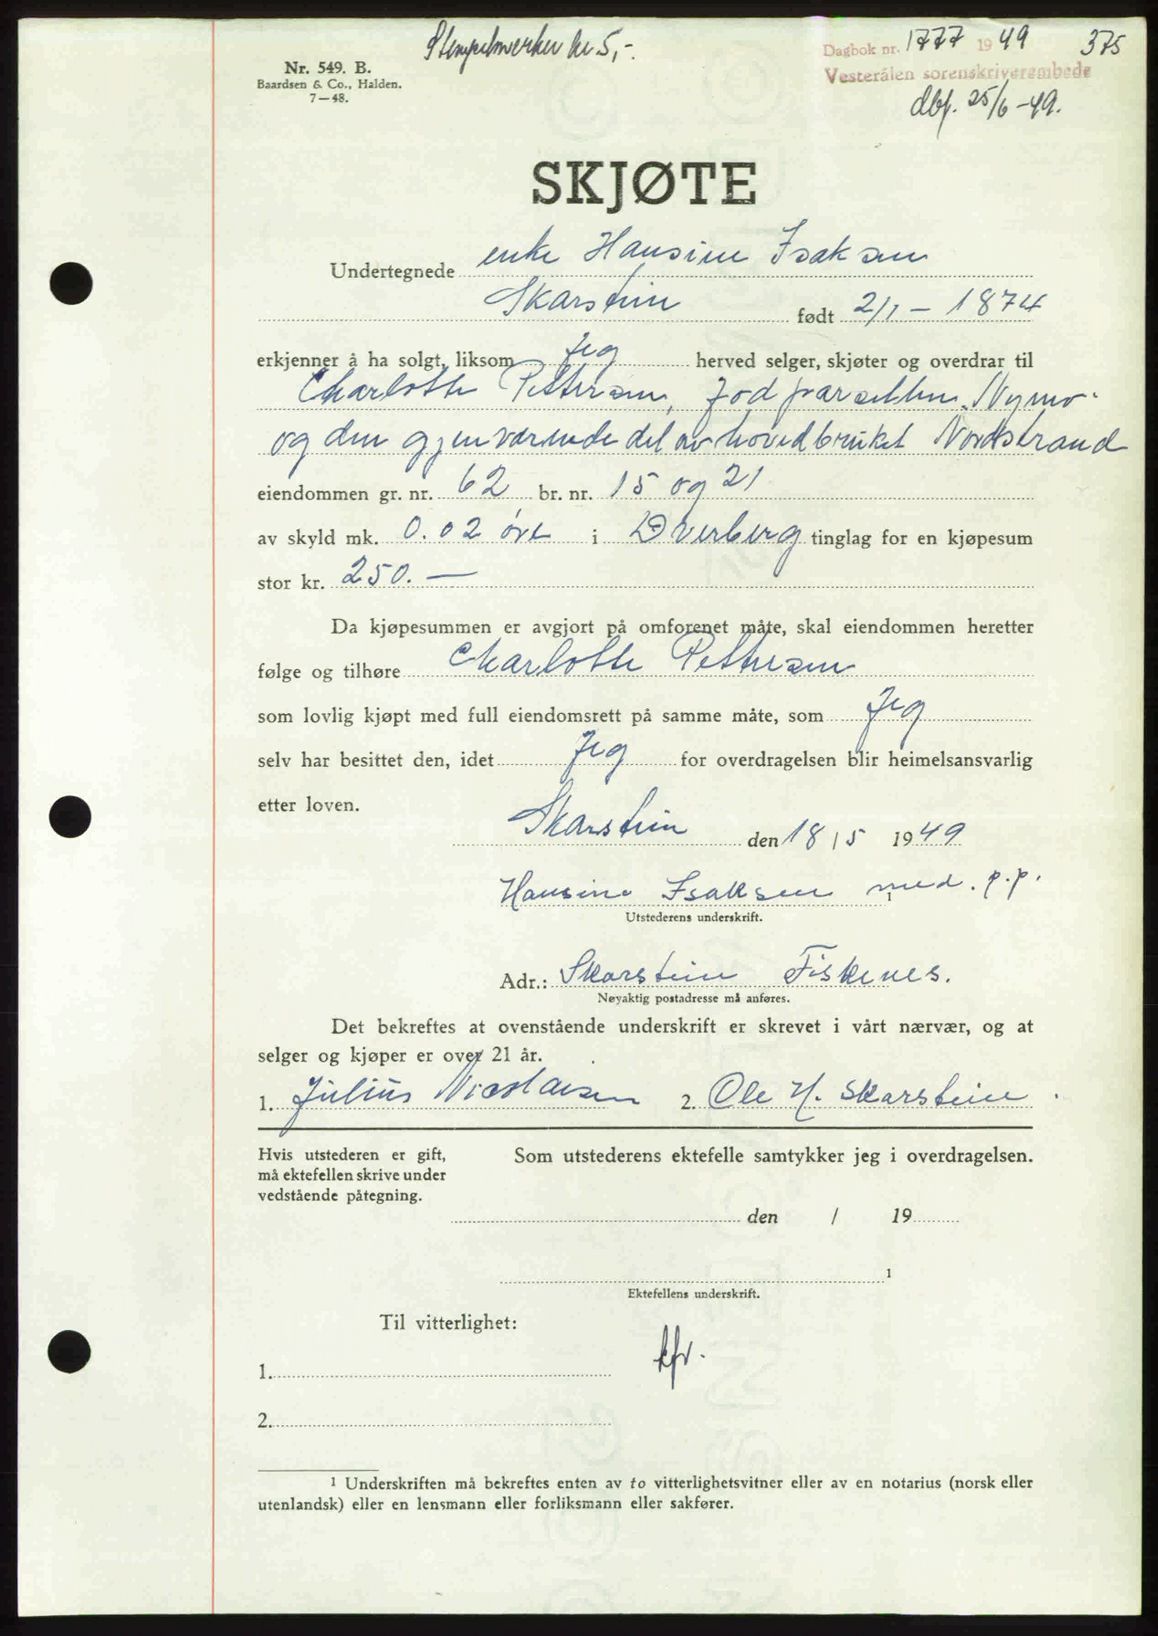 Stempelmerker kr 5,-.
Dagbok nr. 1777 1949 375
Vesterålen sorenskriverembede
dbf. 25/6-49.
Nr. 549. B.
Baardsen & Co., Halden.
7-48.
SKJØTE
Undertegnede enke Hansine Isaksen
Skarstein født 2/1 - 1874
erkjenner å ha solgt, liksom Jeg herved selger, skjøter og overdrar til
Charlotte Pettersen, Jodparsellen "Nymo"
og den gjenværende del av hovedbruket Nordstrand
eiendommen gr. nr. 62 br. nr. 15 og 21
av skyld mk. 0.02 øre i Dverberg tinglag for en kjøpesum
stor kr. 250. —
Da kjøpesummen er avgjort på omforenet måte, skal eiendommen heretter
følge og tilhøre Charlotte Pettersen
som lovlig kjøpt med full eiendomsrett på samme måte, som Jeg
selv har besittet den, idet Jeg for overdragelsen blir heimelsansvarlig
etter loven.
Skarstein den 18/5 1949
Hansine Isaksen med. p.p. 1
Utstederens underskrift.
Adr.: Skarstein Fiskenes.
Nøyaktig postadresse må anføres.
Det bekreftes at ovenstående underskrift er skrevet i vårt nærvær, og at
selger og kjøper er over 21 år.
1. Julius Nicolaisen 2. Ole H. Skarstein.
Hvis utstederen er gift,
må ektefellen skrive under
vedstående påtegning.
Som utstederens ektefelle samtykker jeg i overdragelsen.
den / 19
1
Ektefellens underskrift.
Til vitterlighet:
kfr.
1.
2.
1 Underskriften må bekreftes enten av to vitterlighetsvitner eller av en notarius (norsk eller
utenlandsk) eller en lensmann eller forliksmann eller sakfører.